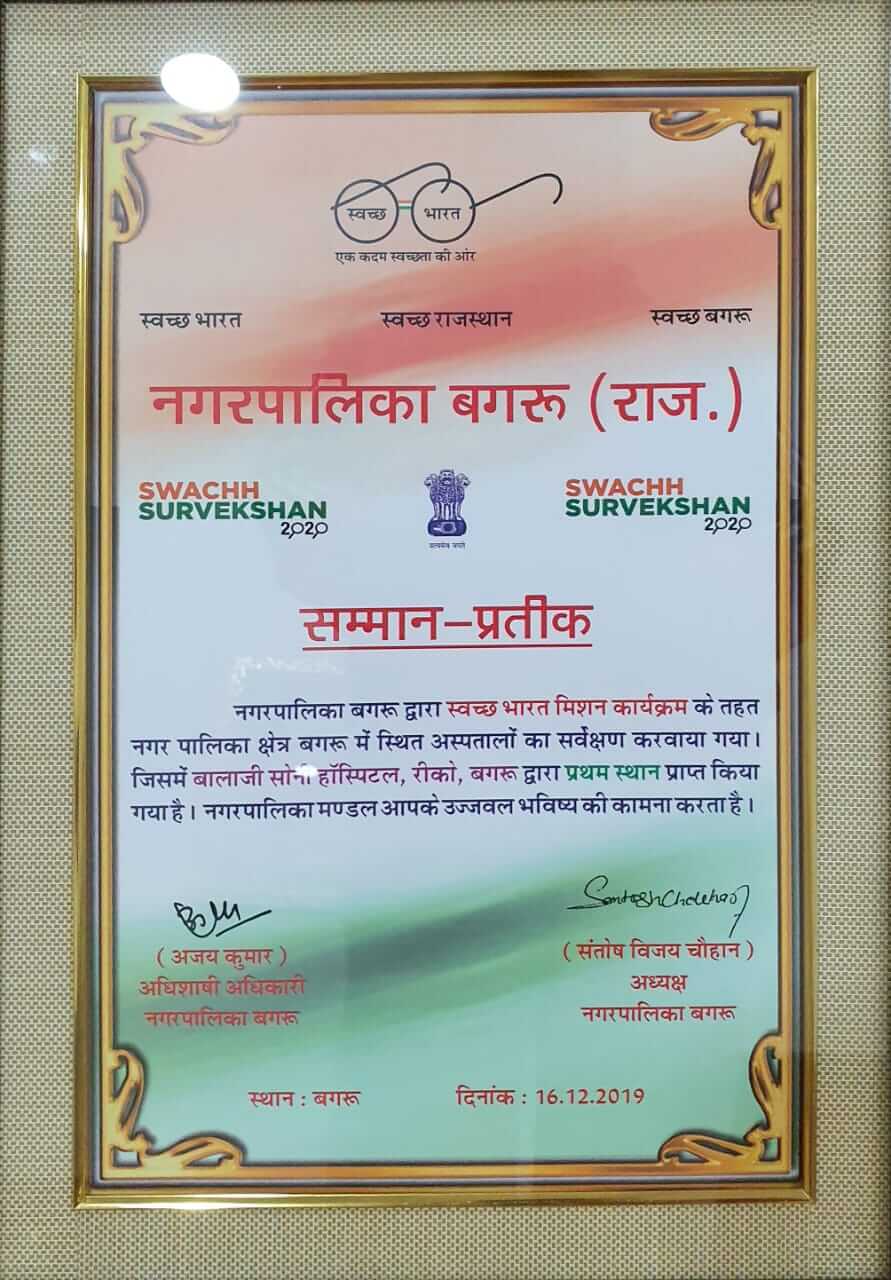 स्वच्छ भारत
एक कदम स्वच्छता की ओर
स्वच्छ भारत स्वच्छ राजस्थान स्वच्छ बगरू
नगरपालिका बगरू (राज.)
SWACHH SURVEKSHAN 2020
सत्यमेव जयते
SWACHH SURVEKSHAN 2020
सम्मान–प्रतीक
नगरपालिका बगरू द्वारा स्वच्छ भारत मिशन कार्यक्रम के तहत
नगर पालिका क्षेत्र बगरू में स्थित अस्पतालों का सर्वेक्षण करवाया गया।
जिसमें बालाजी सोनी हॉस्पिटल, रीको, बगरू द्वारा प्रथम स्थान प्राप्त किया
गया है। नगरपालिका मण्डल आपके उज्जवल भविष्य की कामना करता है।
( अजय कुमार )
अधिशाषी अधिकारी
नगरपालिका बगरू
( संतोष विजय चौहान )
अध्यक्ष
नगरपालिका बगरू
स्थान : बगरू दिनांक : 16.12.2019